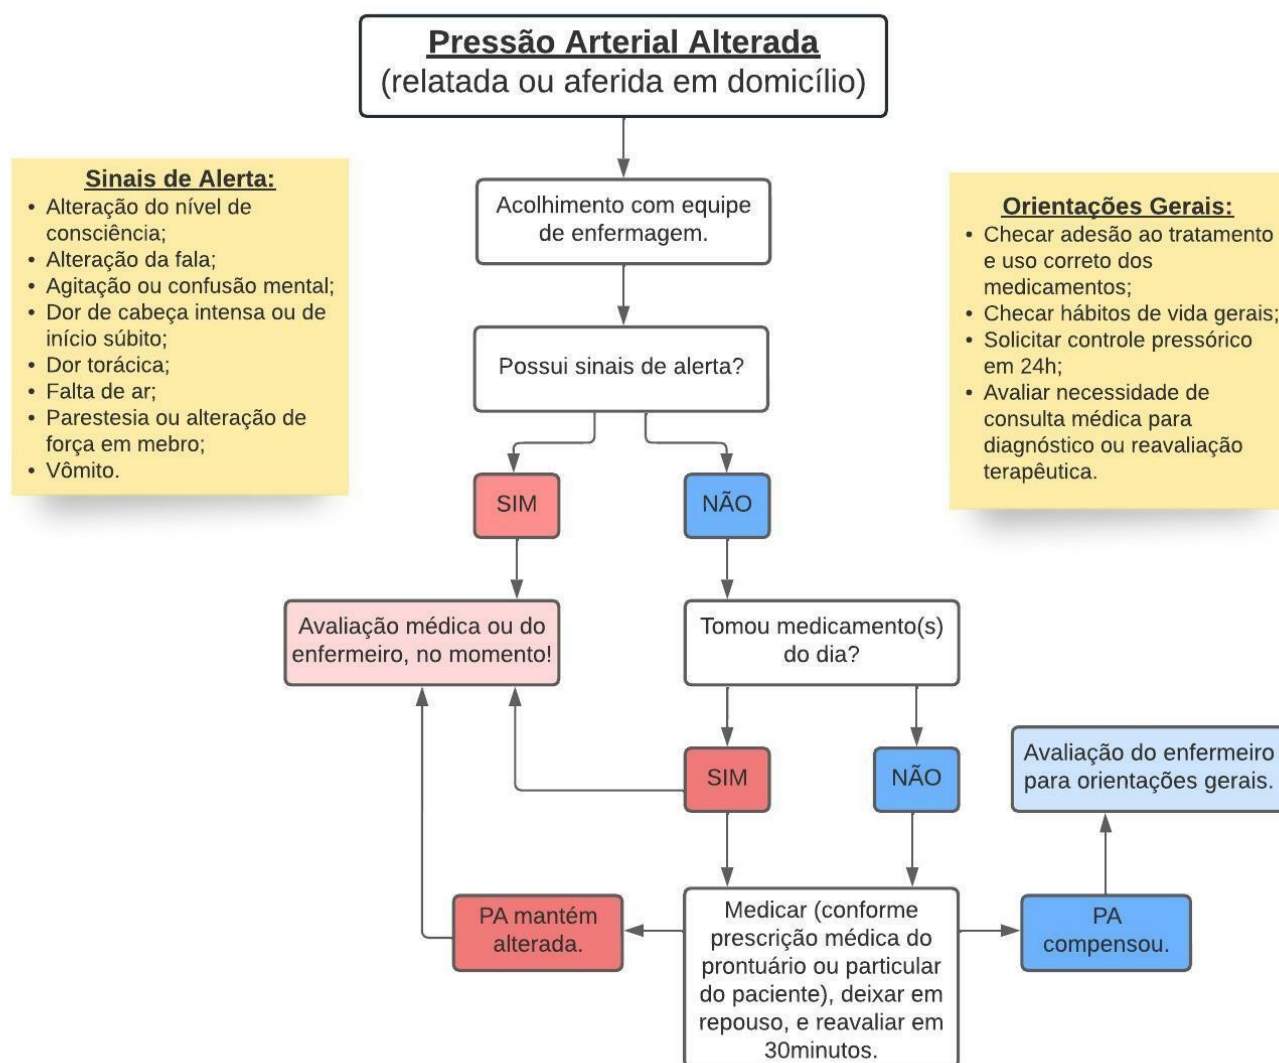 Pressão Arterial Alterada
(relatada ou aferida em domicílio)
Sinais de Alerta:
• Alteração do nível de
consciência;
• Alteração da fala;
• Agitação ou confusão mental;
• Dor de cabeça intensa ou de
início súbito;
• Dor torácica;
• Falta de ar;
• Parestesia ou alteração de
força em mebro;
• Vômito.
Acolhimento com equipe
de enfermagem.
Orientações Gerais:
• Checar adesão ao tratamento
e uso correto dos
medicamentos;
• Checar hábitos de vida gerais;
• Solicitar controle pressórico
em 24h;
• Avaliar necessidade de
consulta médica para
diagnóstico ou reavaliação
terapêutica.
Possui sinais de alerta?
SIM
NÃO
Avaliação médica ou do
enfermeiro, no momento!
Tomou medicamento(s)
do dia?
SIM
NÃO
Avaliação do enfermeiro
para orientações gerais.
PA mantém
alterada.
Medicar (conforme
prescrição médica do
prontuário ou particular
do paciente), deixar em
repouso, e reavaliar em
30minutos.
PA
compensou.